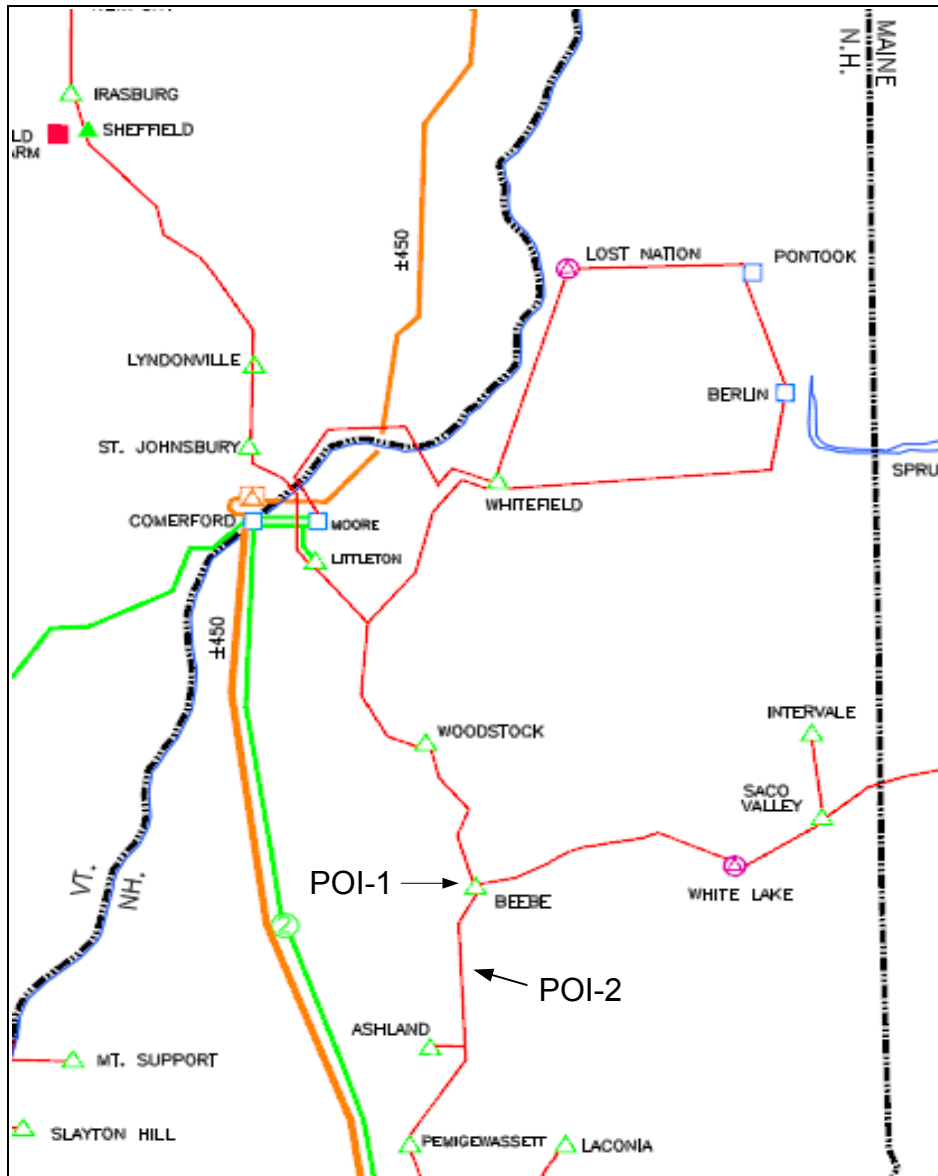 IRASBURG
SHEFFIELD
LD
ARM
MAINE
N.H.
±450
LOST NATION
PONTOOK
LYNDONVILLE
BERLIN
ST. JOHNSBURY
SPRU
WHITEFIELD
COMERFORD
MOORE
LITTLETON
±450
WOODSTOCK
INTERVALE
SACO
VALLEY
VT.
NH.
POI-1
BEEBE
WHITE LAKE
2
POI-2
ASHLAND
MT. SUPPORT
SLAYTON HILL
PEMIGEWASSETT
LACONIA